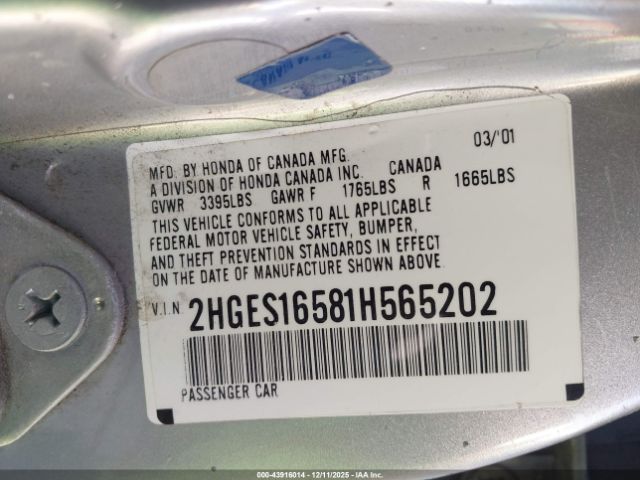 03/'01
MFD. BY HONDA OF CANADA MFG.
A DIVISION OF HONDA CANADA INC. CANADA
GVWR 3395LBS GAWR F 1765LBS R 1665LBS
THIS VEHICLE CONFORMS TO ALL APPLICABLE
FEDERAL MOTOR VEHICLE SAFETY, BUMPER,
AND THEFT PREVENTION STANDARDS IN EFFECT
ON THE DATE OF MANUFACTURE SHOWN ABOVE.
V.I.N. 2HGES16581H565202
PASSENGER CAR
000-43916014 - 12/11/2025 - IAA Inc.